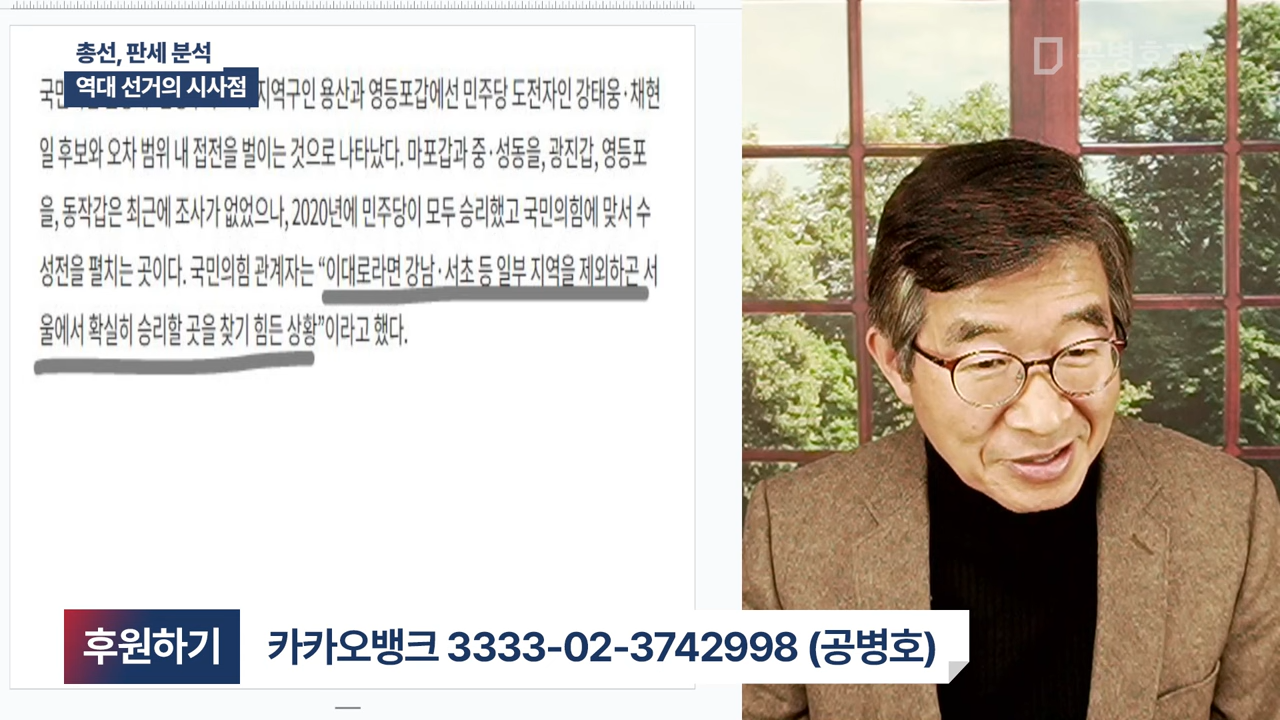 총선, 판세 분석
역대 선거의 시사점
지역구인 용산과 영등포갑에선 민주당 도전자인 강태웅·채현
일 후보와 오차 범위 내 접전을 벌이는 것으로 나타났다. 마포갑과 중·성동을, 광진갑, 영등포
을, 동작갑은 최근에 조사가 없었으나, 2020년에 민주당이 모두 승리했고 국민의힘에 맞서 수
성전을 펼치는 곳이다. 국민의힘 관계자는 “이대로라면 강남·서초 등 일부 지역을 제외하곤 서
울에서 확실히 승리할 곳을 찾기 힘든 상황”이라고 했다.
공병호TV
후원하기
카카오뱅크 3333-02-3742998 (공병호)